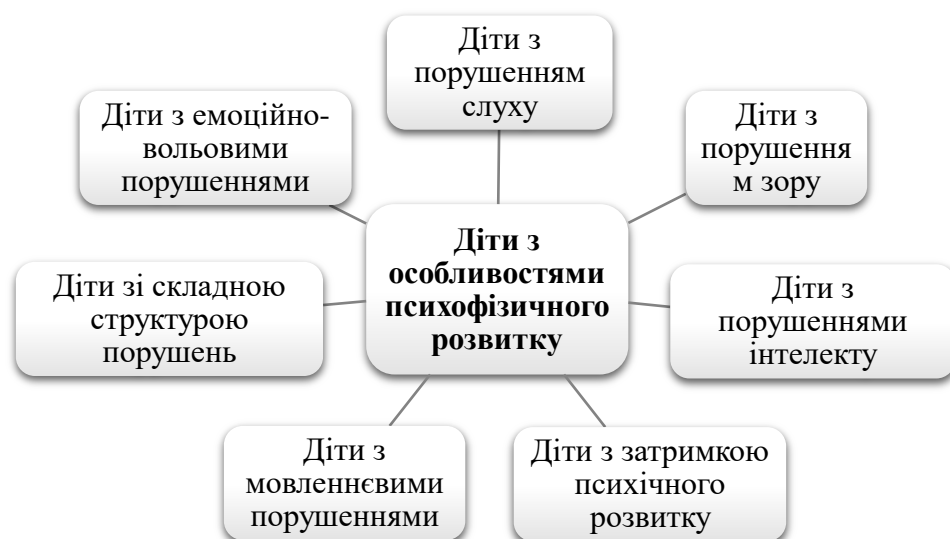 Діти з
порушенням
слуху
Діти з емоційно-
вольовими
порушеннями
Діти з
порушення
м зору
Діти з
особливостями
психофізичного
розвитку
Діти зі складною
структурою
порушень
Діти з
порушеннями
інтелекту
Діти з
мовленнєвими
порушеннями
Діти з затримкою
психічного
розвитку